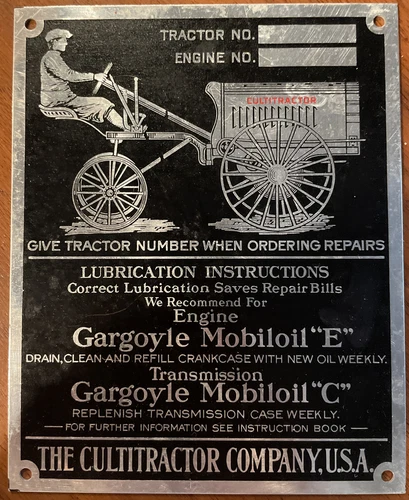 TRACTOR NO.
ENGINE NO.
CULTITRACTOR
GIVE TRACTOR NUMBER WHEN ORDERING REPAIRS
LUBRICATION INSTRUCTIONS
Correct Lubrication Saves Repair Bills
We Recommend For
Engine
Gargoyle Mobiloil "E"
DRAIN, CLEAN AND REFILL CRANKCASE WITH NEW OIL WEEKLY.
Transmission
Gargoyle Mobiloil "C"
REPLENISH TRANSMISSION CASE WEEKLY.
— FOR FURTHER INFORMATION SEE INSTRUCTION BOOK —
THE CULTITRACTOR COMPANY, U.S.A.